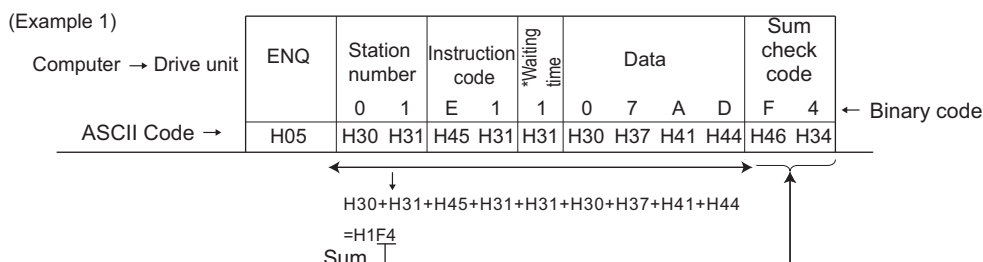 (Example 1)
Computer → Drive unit
ENQ
Station number
Instruction code
*Waiting time
Data
Sum check code
0 1 E 1 1 0 7 A D F 4
← Binary code
ASCII Code →
H05 H30 H31 H45 H31 H31 H30 H37 H41 H44 H46 H34
H30+H31+H45+H31+H31+H30+H37+H41+H44
=H1F4
Sum